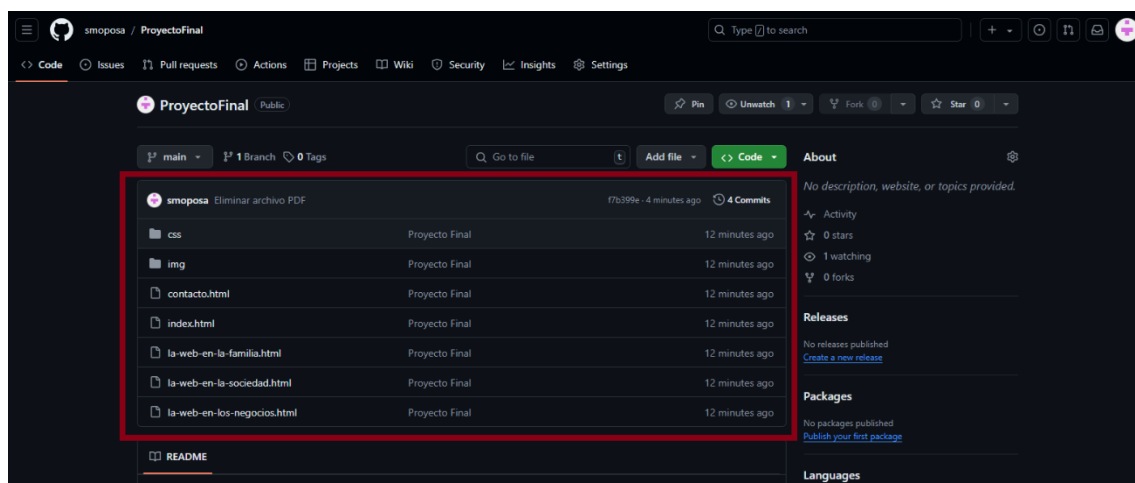 smoposa / ProyectoFinal
Type / to search
Code Issues Pull requests Actions Projects Wiki Security Insights Settings
ProyectoFinal Public
Pin Unwatch 1 Fork 0 Star 0
main 1 Branch 0 Tags
Go to file t Add file Code
smoposa Eliminar archivo PDF f7b399e · 4 minutes ago 4 Commits
css Proyecto Final 12 minutes ago
img Proyecto Final 12 minutes ago
contacto.html Proyecto Final 12 minutes ago
index.html Proyecto Final 12 minutes ago
la-web-en-la-familia.html Proyecto Final 12 minutes ago
la-web-en-la-sociedad.html Proyecto Final 12 minutes ago
la-web-en-los-negocios.html Proyecto Final 12 minutes ago
README
About
No description, website, or topics provided.
Activity
0 stars
1 watching
0 forks
Releases
No releases published
Create a new release
Packages
No packages published
Publish your first package
Languages